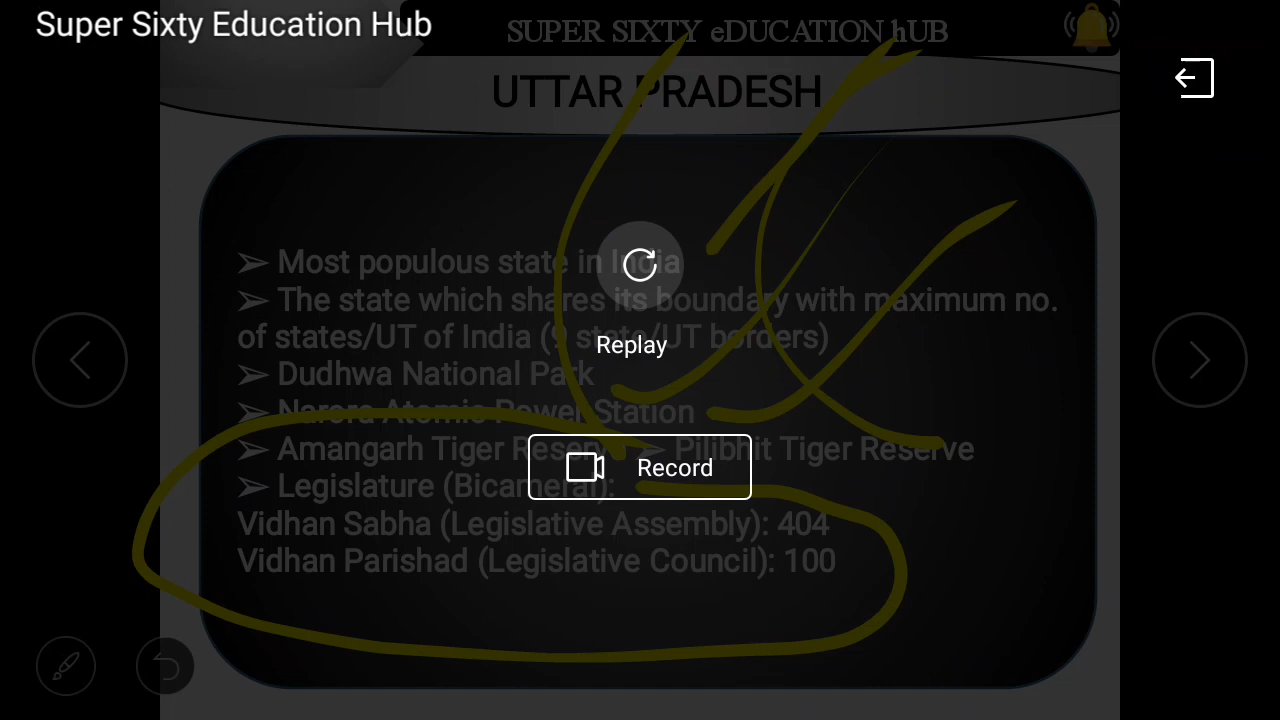 Super Sixty Education Hub
SUPER SIXTY eDUCATION hUB
UTTAR PRADESH
➢ Most populous state in India
➢ The state which shares its boundary with maximum no.
of states/UT of India (9 state/UT borders)
Replay
➢ Dudhwa National Park
➢ Narora Atomic Power Station
➢ Amangarh Tiger Reserve ➢ Pilibhit Tiger Reserve
Record
➢ Legislature (Bicameral):
Vidhan Sabha (Legislative Assembly): 404
Vidhan Parishad (Legislative Council): 100